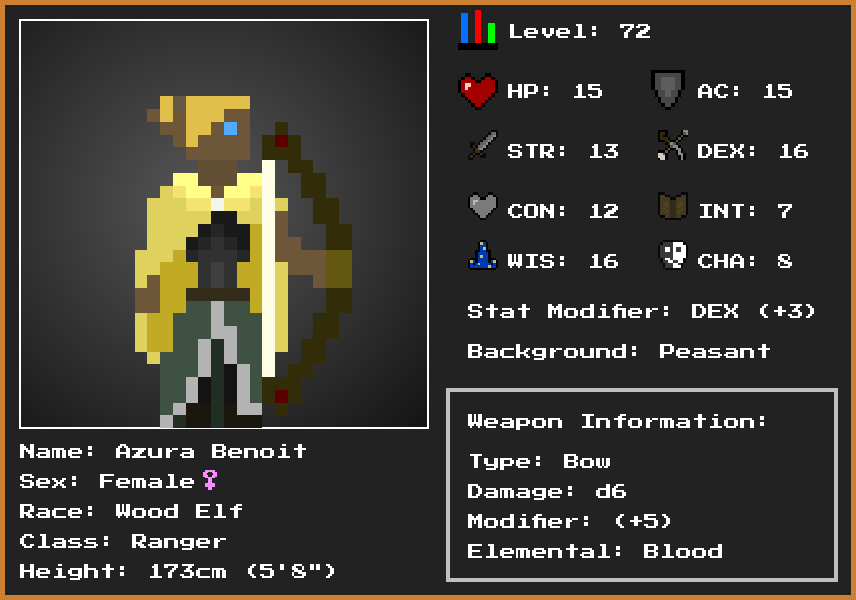 Level: 72
HP: 15 AC: 15
STR: 13 DEX: 16
CON: 12 INT: 7
WIS: 16 CHA: 8
Stat Modifier: DEX (+3)
Background: Peasant
Weapon Information:
Type: Bow
Damage: d6
Modifier: (+5)
Elemental: Blood
Name: Azura Benoit
Sex: Female♀
Race: Wood Elf
Class: Ranger
Height: 173cm (5'8")